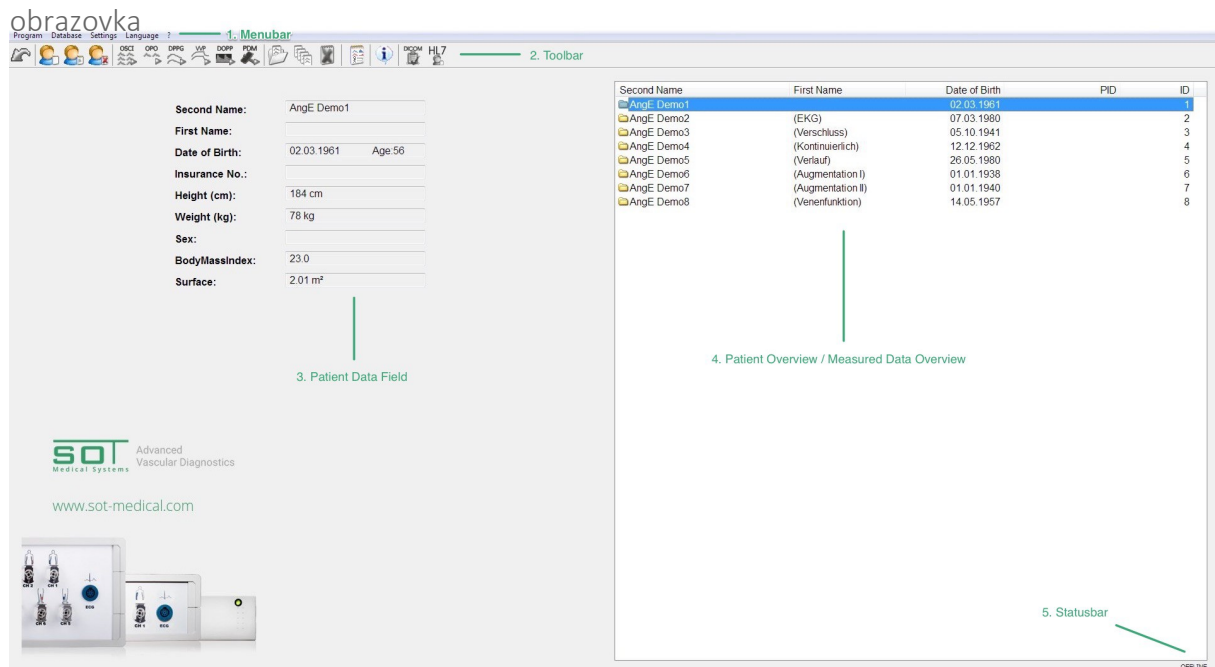 obrazovka
Program Database Settings Language ?
1. Menubar
OSCI OPO DPPG VVP DOPP PDM DICOM HL7
2. Toolbar
Second Name: AngE Demo1
First Name:
Date of Birth: 02.03.1961 Age:56
Insurance No.:
Height (cm): 184 cm
Weight (kg): 78 kg
Sex:
BodyMassIndex: 23.0
Surface: 2.01 m²
3. Patient Data Field
Second Name First Name Date of Birth PID ID
AngE Demo1 02.03.1961 1
AngE Demo2 (EKG) 07.03.1980 2
AngE Demo3 (Verschluss) 05.10.1941 3
AngE Demo4 (Kontinuierlich) 12.12.1962 4
AngE Demo5 (Verlauf) 26.05.1980 5
AngE Demo6 (Augmentation I) 01.01.1938 6
AngE Demo7 (Augmentation II) 01.01.1940 7
AngE Demo8 (Venenfunktion) 14.05.1957 8
4. Patient Overview / Measured Data Overview
SOT
Medical Systems
Advanced
Vascular Diagnostics
www.sot-medical.com
CH 2 CH 1
ECG
CH 1 ECG
5. Statusbar